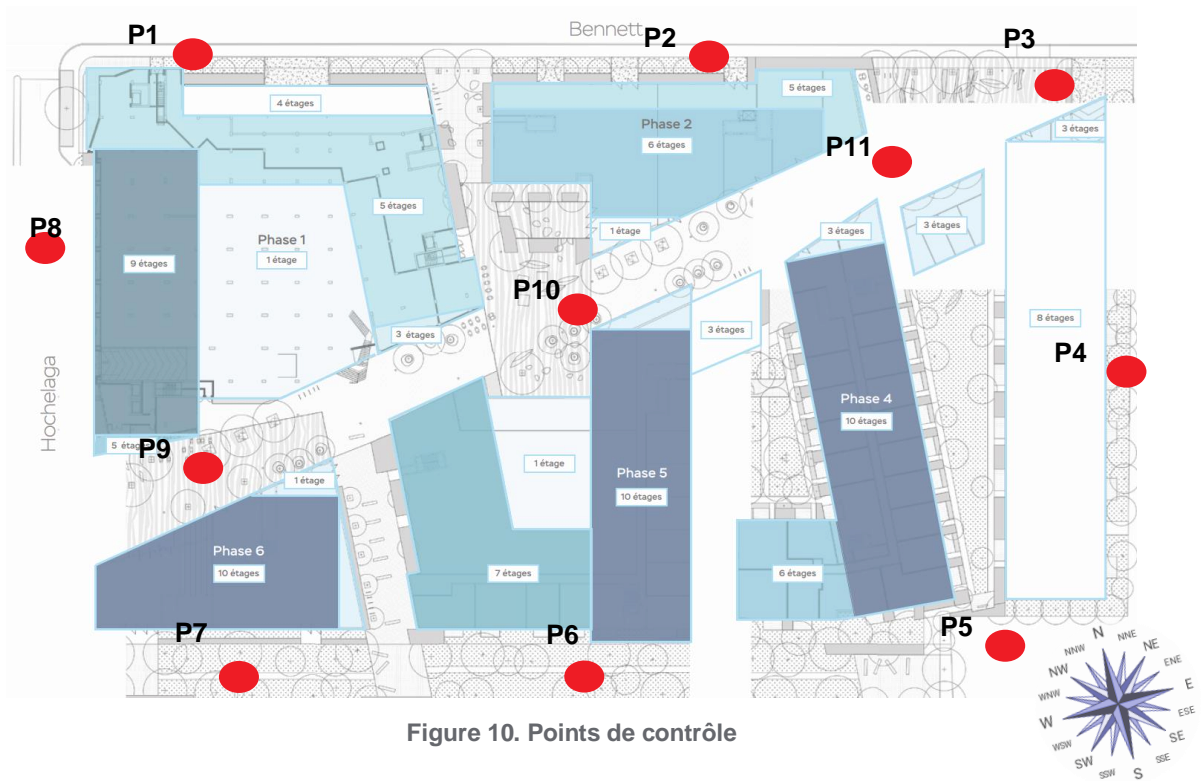 Bennett
P1
P2
P3
4 étages
5 étages
3 étages
Phase 2
6 étages
P11
5 étages
P8
Phase 1
1 étage
9 étages
1 étage
3 étages
3 étages
P10
3 étages
3 étages
8 étages
P4
Hochelaga
Phase 4
10 étages
5
P9
1 étage
1 étage
Phase 5
10 étages
Phase 6
10 étages
7 étages
6 étages
P7
P6
P5
N
NNE
NE
ENE
E
ESE
SE
SSE
S
SSW
SW
WSW
W
WNW
NW
NNW
Figure 10. Points de contrôle